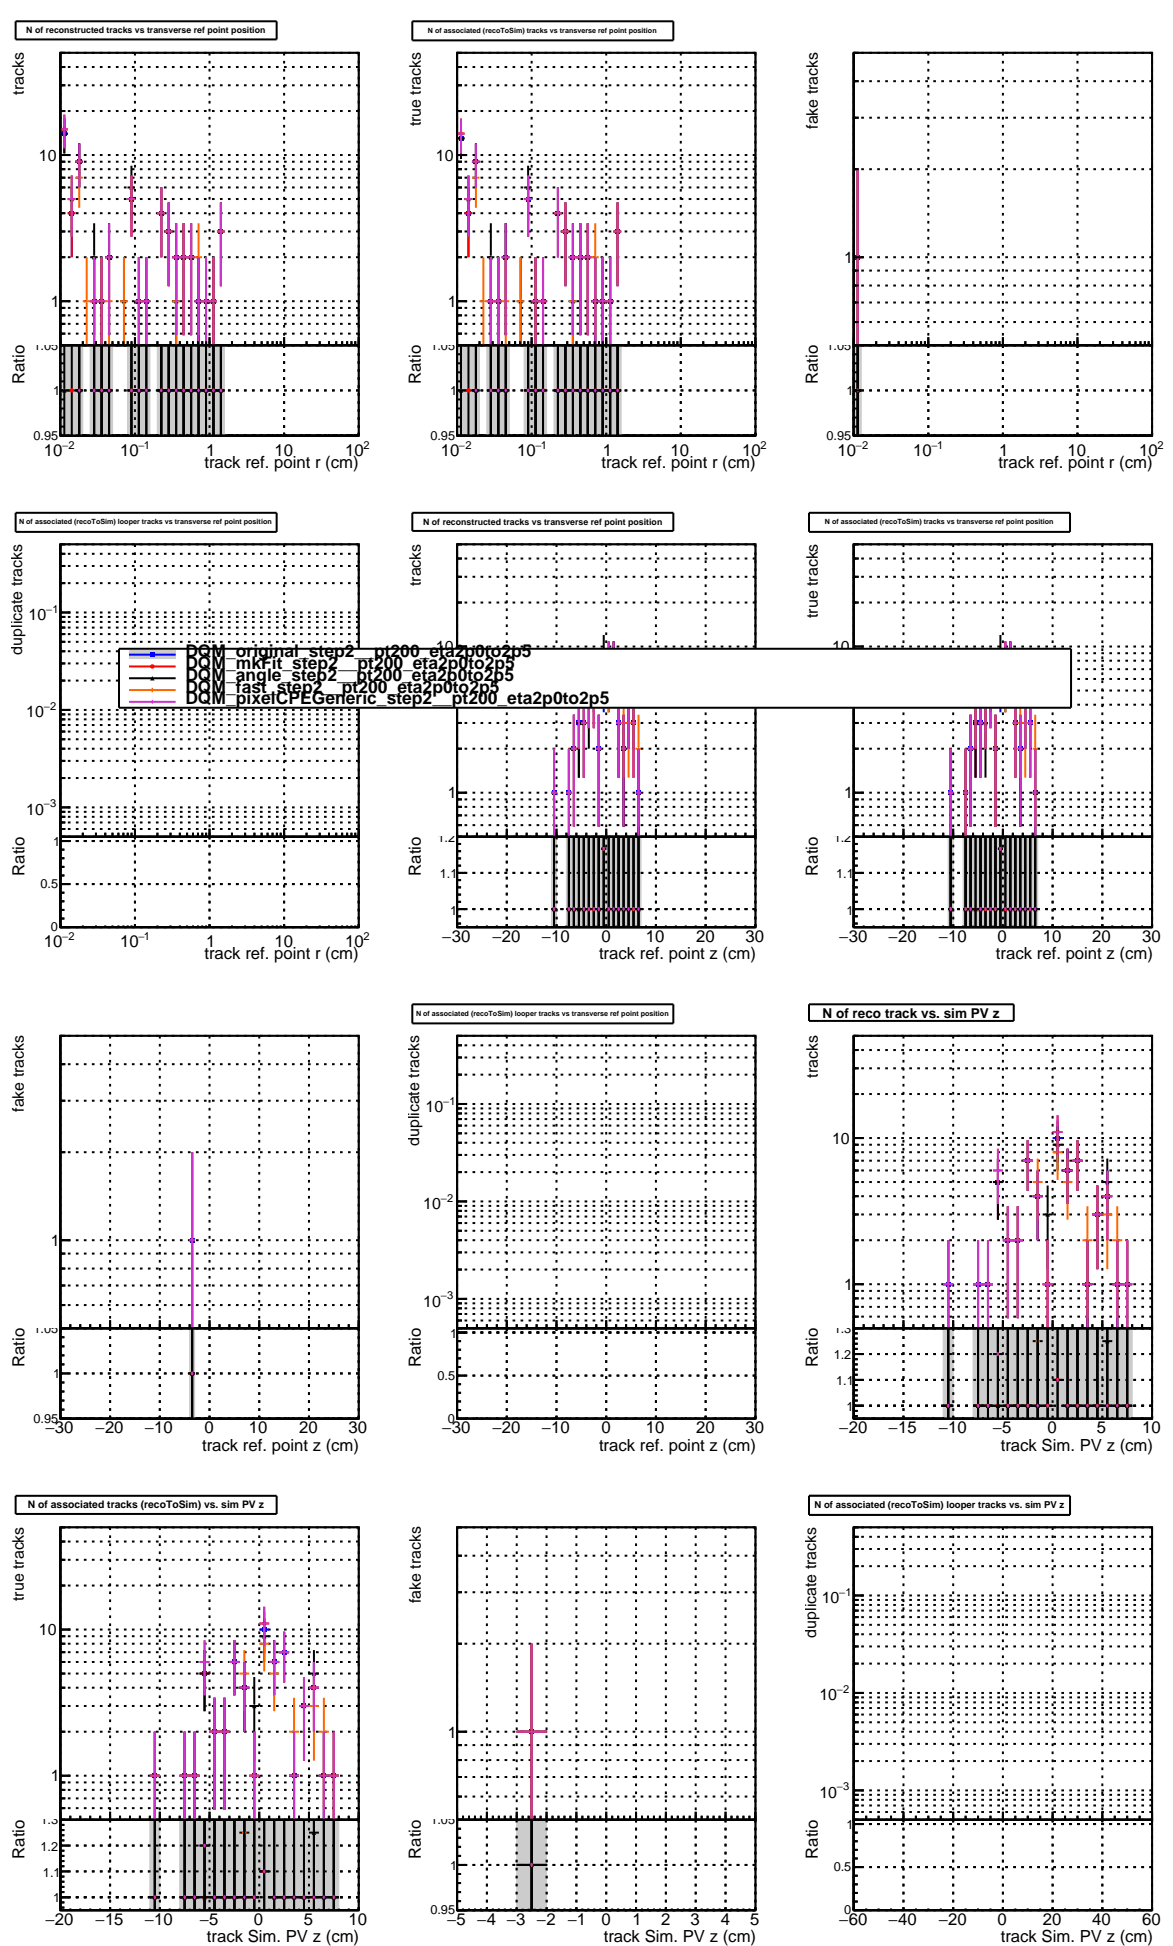 N of reconstructed tracks vs transverse ref point position
tracks
10
1
Ratio
1.05
1
0.95
10−2 10−1 1 10 102
track ref. point r (cm)
N of associated (recoToSim) tracks vs transverse ref point position
true tracks
10
1
Ratio
1.05
1
0.95
10−2 10−1 1 10 102
track ref. point r (cm)
fake tracks
1
Ratio
1.05
1
0.95
10−2 10−1 1 10 102
track ref. point r (cm)
N of associated (recoToSim) looper tracks vs transverse ref point position
duplicate tracks
10−1
10−2
10−3
Ratio
1
0.5
0
10−2 10−1 1 10 102
track ref. point r (cm)
N of reconstructed tracks vs transverse ref point position
tracks
10
1
Ratio
1.2
1.1
1
−30 −20 −10 0 10 20 30
track ref. point z (cm)
N of associated (recoToSim) tracks vs transverse ref point position
true tracks
10
1
Ratio
1.2
1.1
1
−30 −20 −10 0 10 20 30
track ref. point z (cm)
DQM_original_step2__pt200_eta2p0to2p5
DQM_mkFit_step2__pt200_eta2p0to2p5
DQM_angle_step2__pt200_eta2p0to2p5
DQM_fast_step2__pt200_eta2p0to2p5
DQM_pixelCPEGeneric_step2__pt200_eta2p0to2p5
fake tracks
1
Ratio
1.05
1
0.95
−30 −20 −10 0 10 20 30
track ref. point z (cm)
N of associated (recoToSim) looper tracks vs transverse ref point position
duplicate tracks
10−1
10−2
10−3
Ratio
1
0.5
0
−30 −20 −10 0 10 20 30
track ref. point z (cm)
N of reco track vs. sim PV z
tracks
10
1
Ratio
1.3
1.2
1.1
1
−20 −15 −10 −5 0 5 10
track Sim. PV z (cm)
N of associated tracks (recoToSim) vs. sim PV z
true tracks
10
1
Ratio
1.3
1.2
1.1
1
−20 −15 −10 −5 0 5 10
track Sim. PV z (cm)
fake tracks
1
Ratio
1.05
1
0.95
−5 −4 −3 −2 −1 0 1 2 3 4 5
track Sim. PV z (cm)
N of associated (recoToSim) looper tracks vs. sim PV z
duplicate tracks
10−1
10−2
10−3
Ratio
1
0.5
0
−60 −40 −20 0 20 40 60
track Sim. PV z (cm)